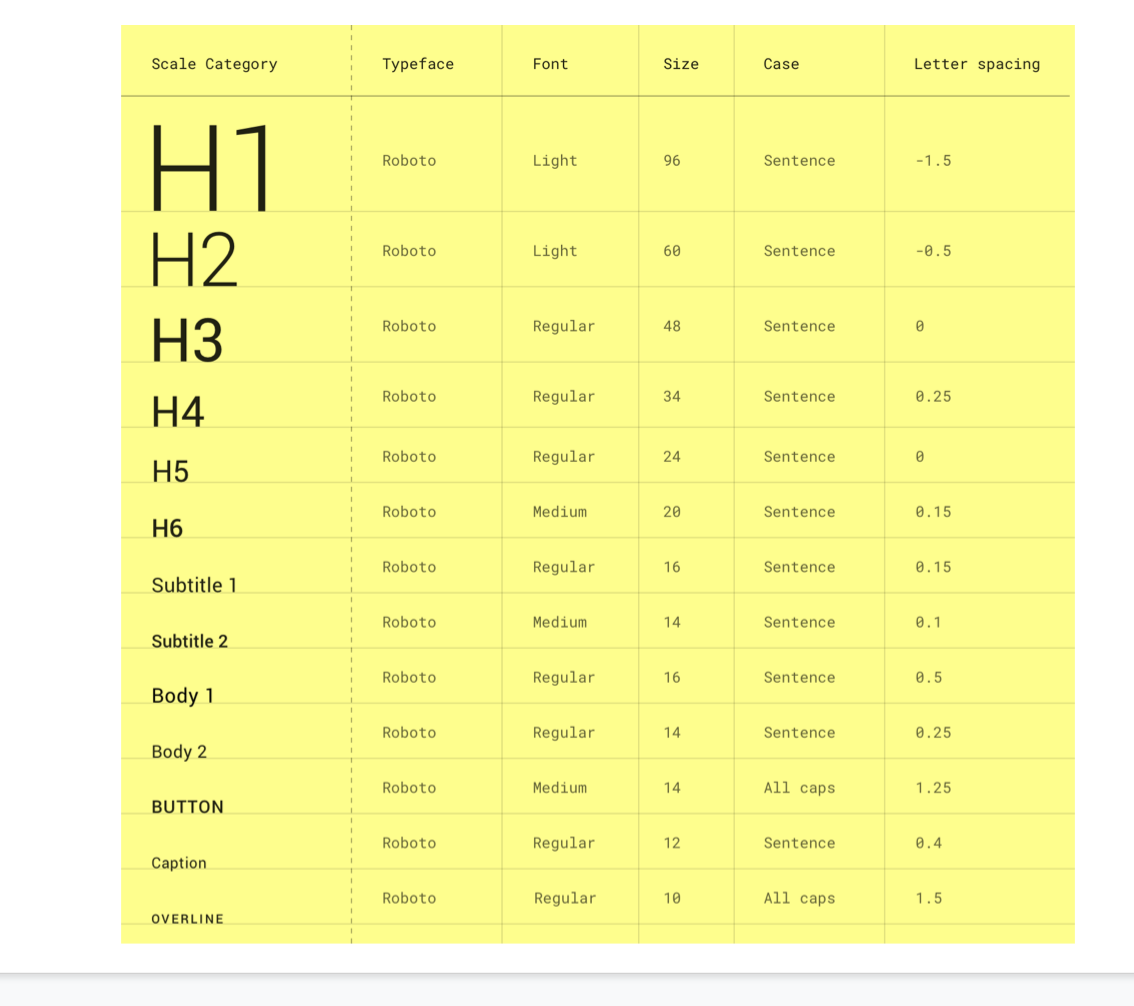 Scale Category Typeface Font Size Case Letter spacing
H1 Roboto Light 96 Sentence -1.5
H2 Roboto Light 60 Sentence -0.5
H3 Roboto Regular 48 Sentence 0
H4 Roboto Regular 34 Sentence 0.25
H5 Roboto Regular 24 Sentence 0
H6 Roboto Medium 20 Sentence 0.15
Subtitle 1 Roboto Regular 16 Sentence 0.15
Subtitle 2 Roboto Medium 14 Sentence 0.1
Body 1 Roboto Regular 16 Sentence 0.5
Body 2 Roboto Regular 14 Sentence 0.25
BUTTON Roboto Medium 14 All caps 1.25
Caption Roboto Regular 12 Sentence 0.4
OVERLINE Roboto Regular 10 All caps 1.5